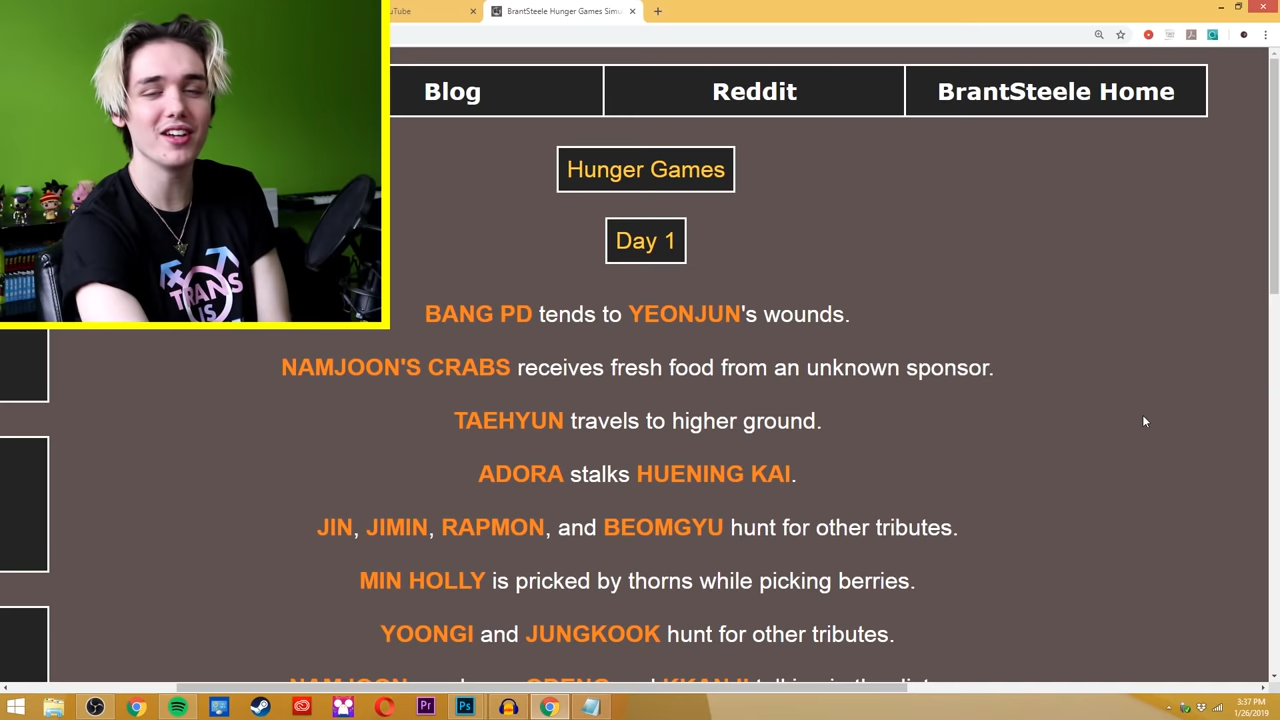 uTube
BrantSteele Hunger Games Simu
Blog
Reddit
BrantSteele Home
Hunger Games
Day 1
TRANS
IS
BANG PD tends to YEONJUN's wounds.
NAMJOON'S CRABS receives fresh food from an unknown sponsor.
TAEHYUN travels to higher ground.
ADORA stalks HUENING KAI.
JIN, JIMIN, RAPMON, and BEOMGYU hunt for other tributes.
MIN HOLLY is pricked by thorns while picking berries.
YOONGI and JUNGKOOK hunt for other tributes.
Pr
Ps
3:37 PM
1/26/2019